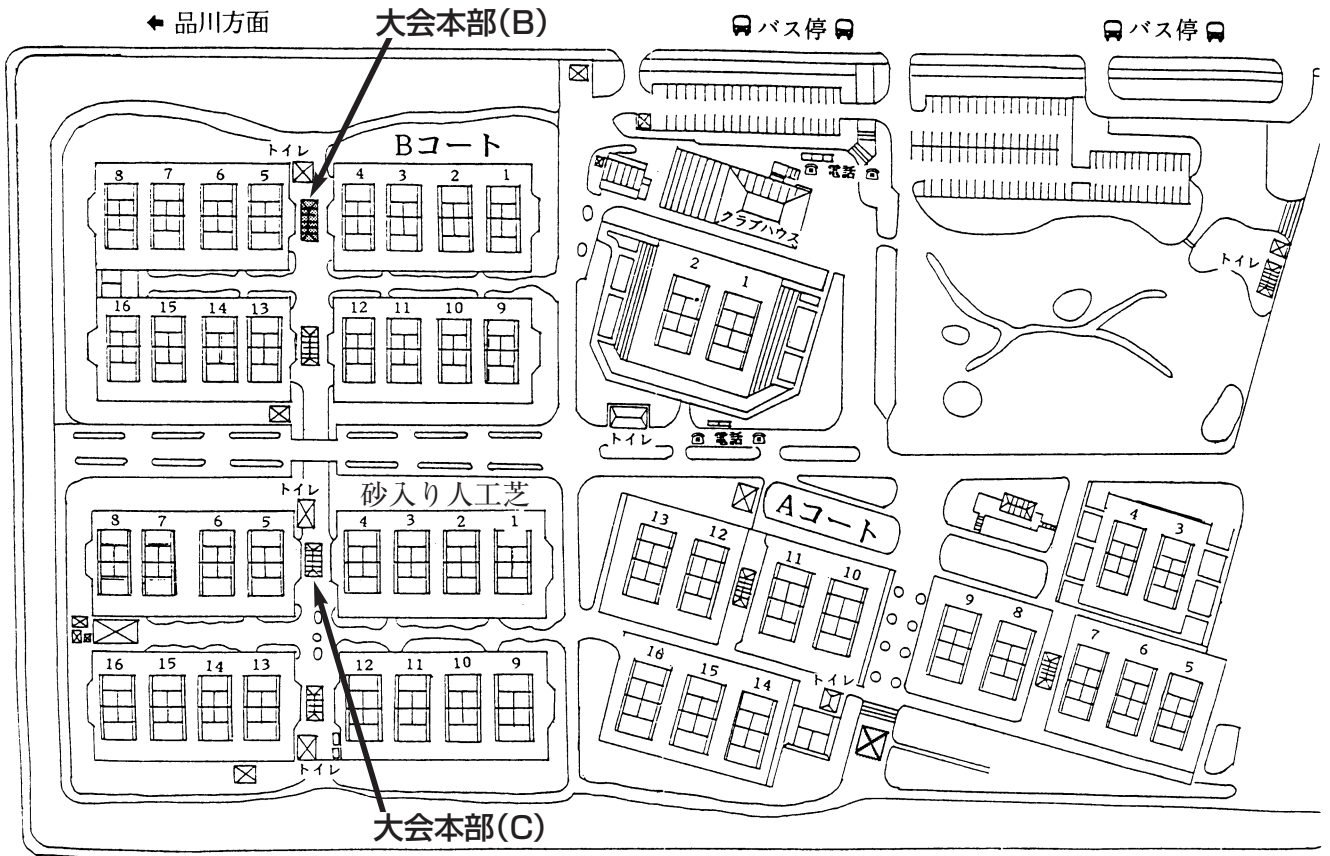 ← 品川方面
大会本部(B)
バス停
バス停
トイレ
Bコート
8 7 6 5
4 3 2 1
16 15 14 13
12 11 10 9
電話
クラブハウス
2 1
トイレ
トイレ
電話
トイレ
砂入り人工芝
8 7 6 5
4 3 2 1
16 15 14 13
12 11 10 9
トイレ
大会本部(C)
Aコート
13 12
11 10
9 8
4 3
7 6 5
16 15 14
トイレ